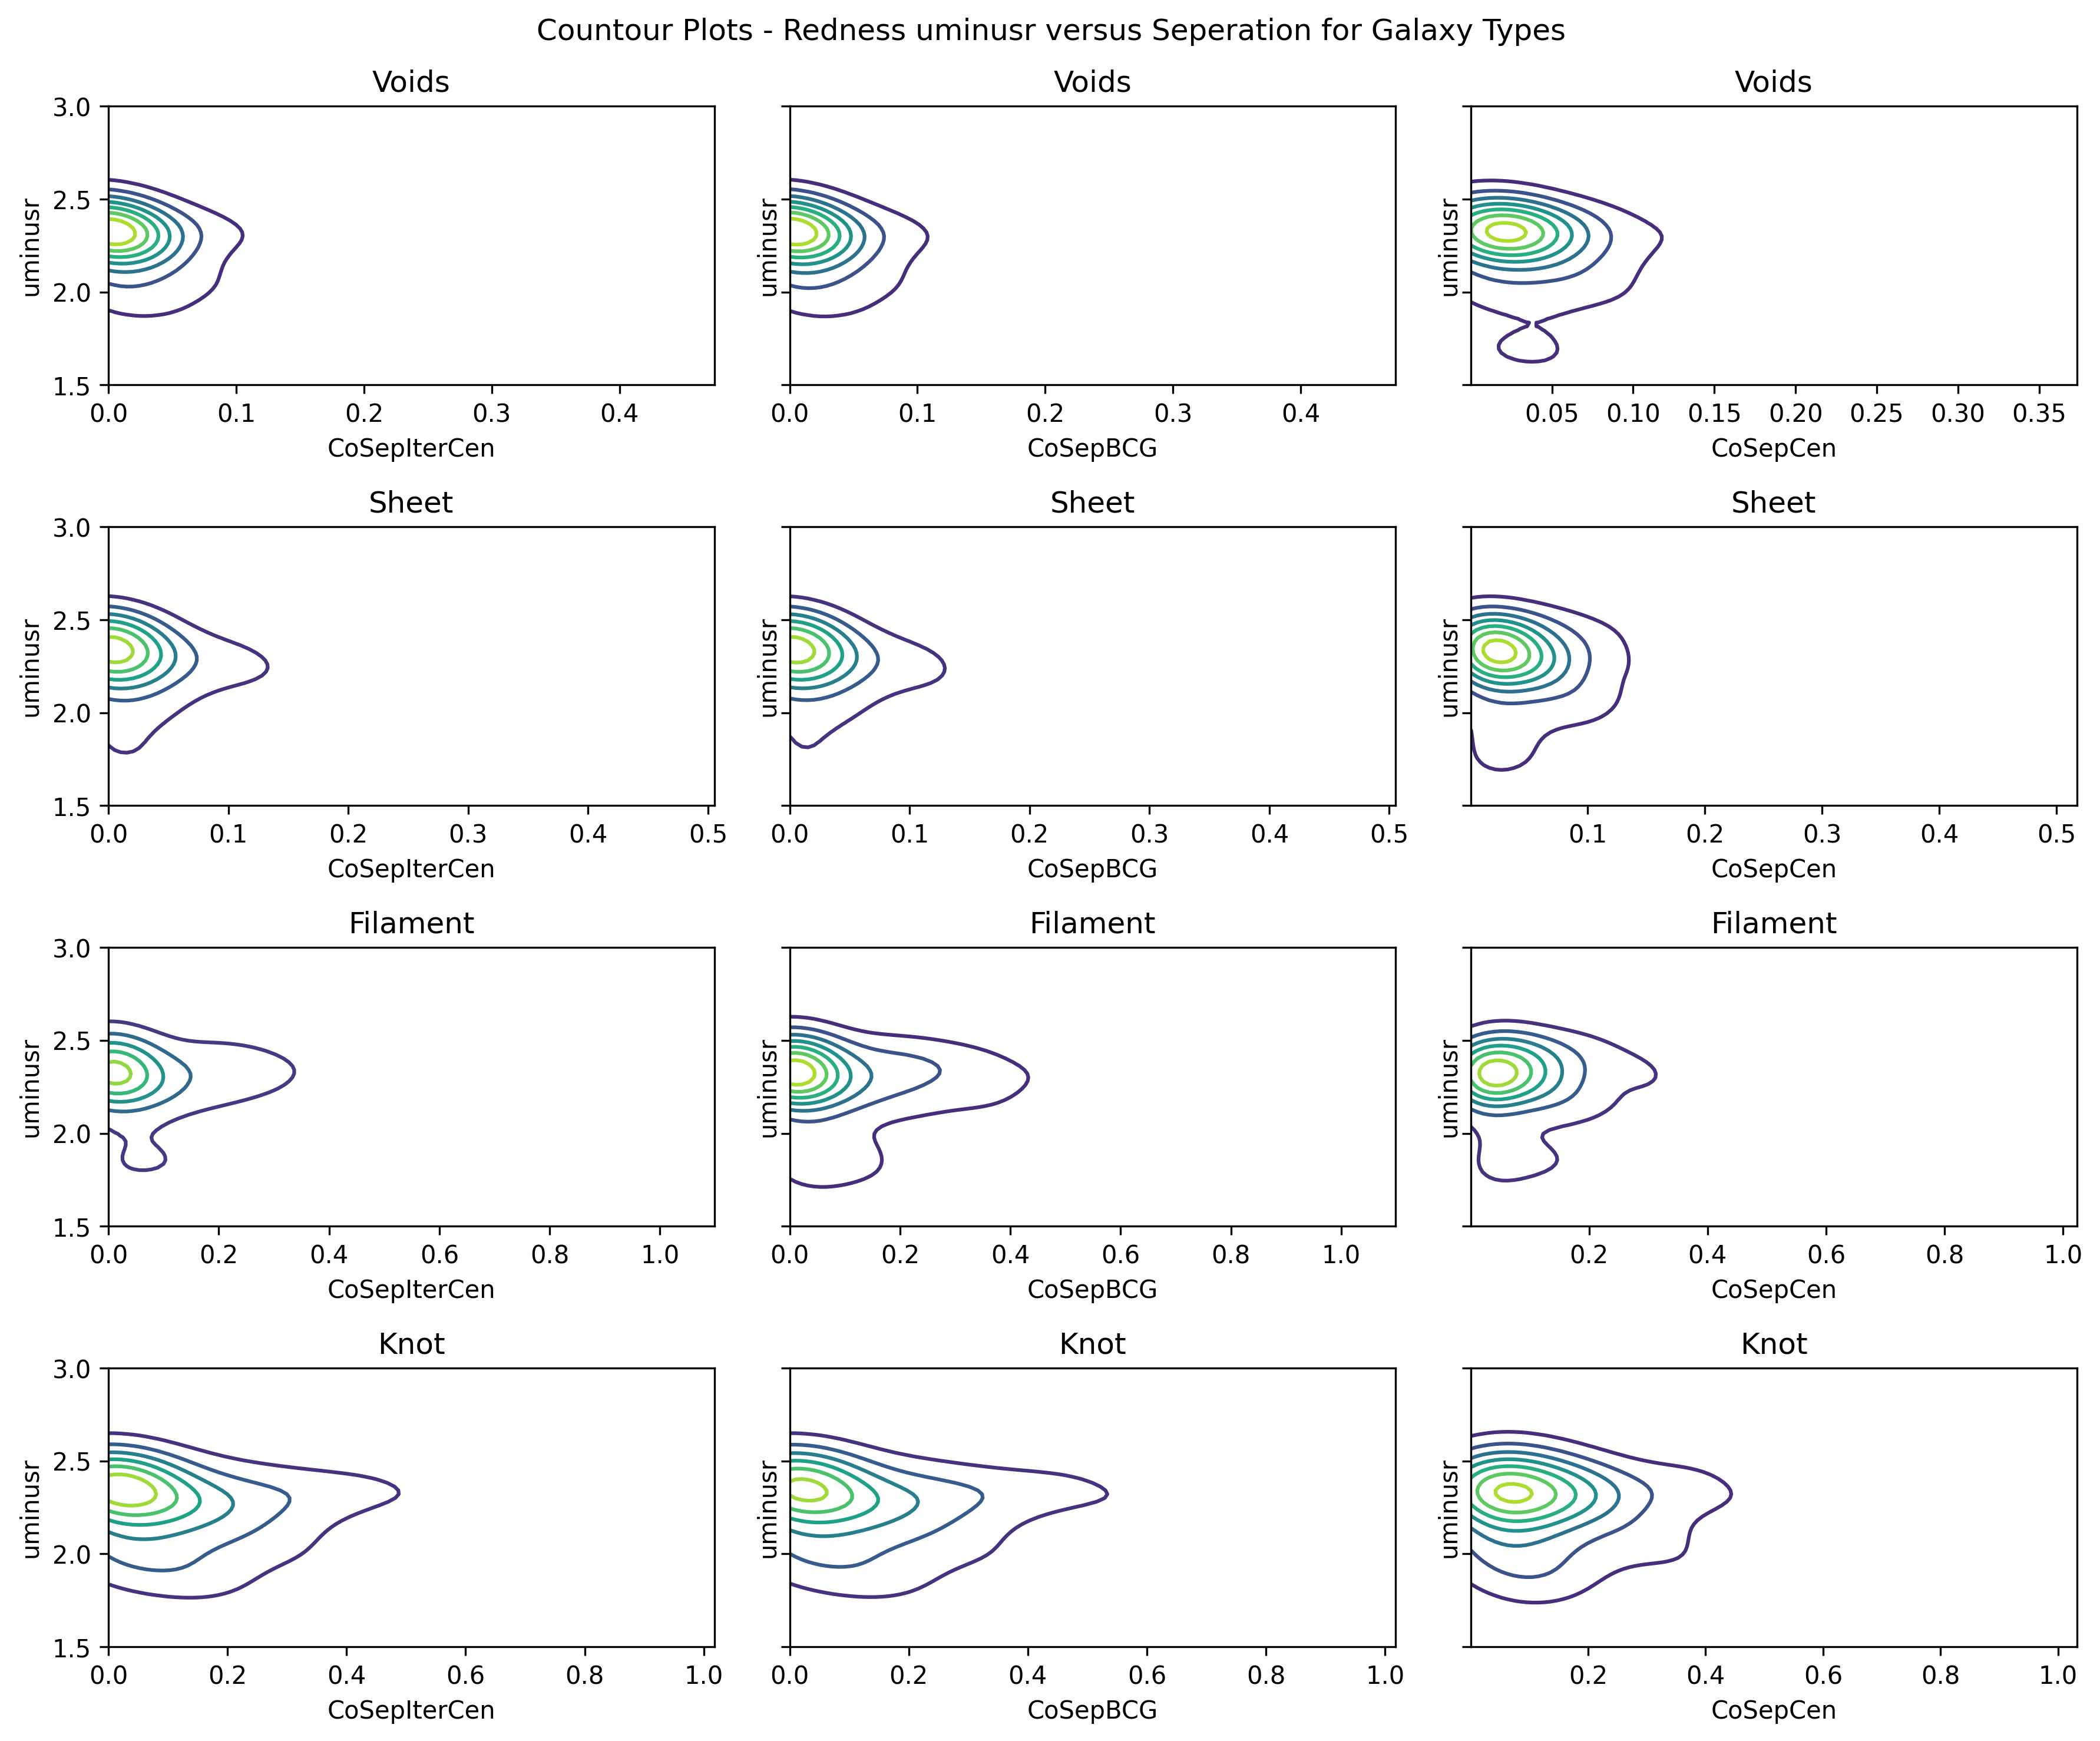 Countour Plots - Redness uminusr versus Seperation for Galaxy Types
Voids
Voids
Voids
3.0
2.5
2.0
1.5
uminusr
uminusr
uminusr
0.0 0.1 0.2 0.3 0.4
0.0 0.1 0.2 0.3 0.4
0.05 0.10 0.15 0.20 0.25 0.30 0.35
CoSepIterCen
CoSepBCG
CoSepCen
Sheet
Sheet
Sheet
3.0
2.5
2.0
1.5
uminusr
uminusr
uminusr
0.0 0.1 0.2 0.3 0.4 0.5
0.0 0.1 0.2 0.3 0.4 0.5
0.1 0.2 0.3 0.4 0.5
CoSepIterCen
CoSepBCG
CoSepCen
Filament
Filament
Filament
3.0
2.5
2.0
1.5
uminusr
uminusr
uminusr
0.0 0.2 0.4 0.6 0.8 1.0
0.0 0.2 0.4 0.6 0.8 1.0
0.2 0.4 0.6 0.8 1.0
CoSepIterCen
CoSepBCG
CoSepCen
Knot
Knot
Knot
3.0
2.5
2.0
1.5
uminusr
uminusr
uminusr
0.0 0.2 0.4 0.6 0.8 1.0
0.0 0.2 0.4 0.6 0.8 1.0
0.2 0.4 0.6 0.8 1.0
CoSepIterCen
CoSepBCG
CoSepCen